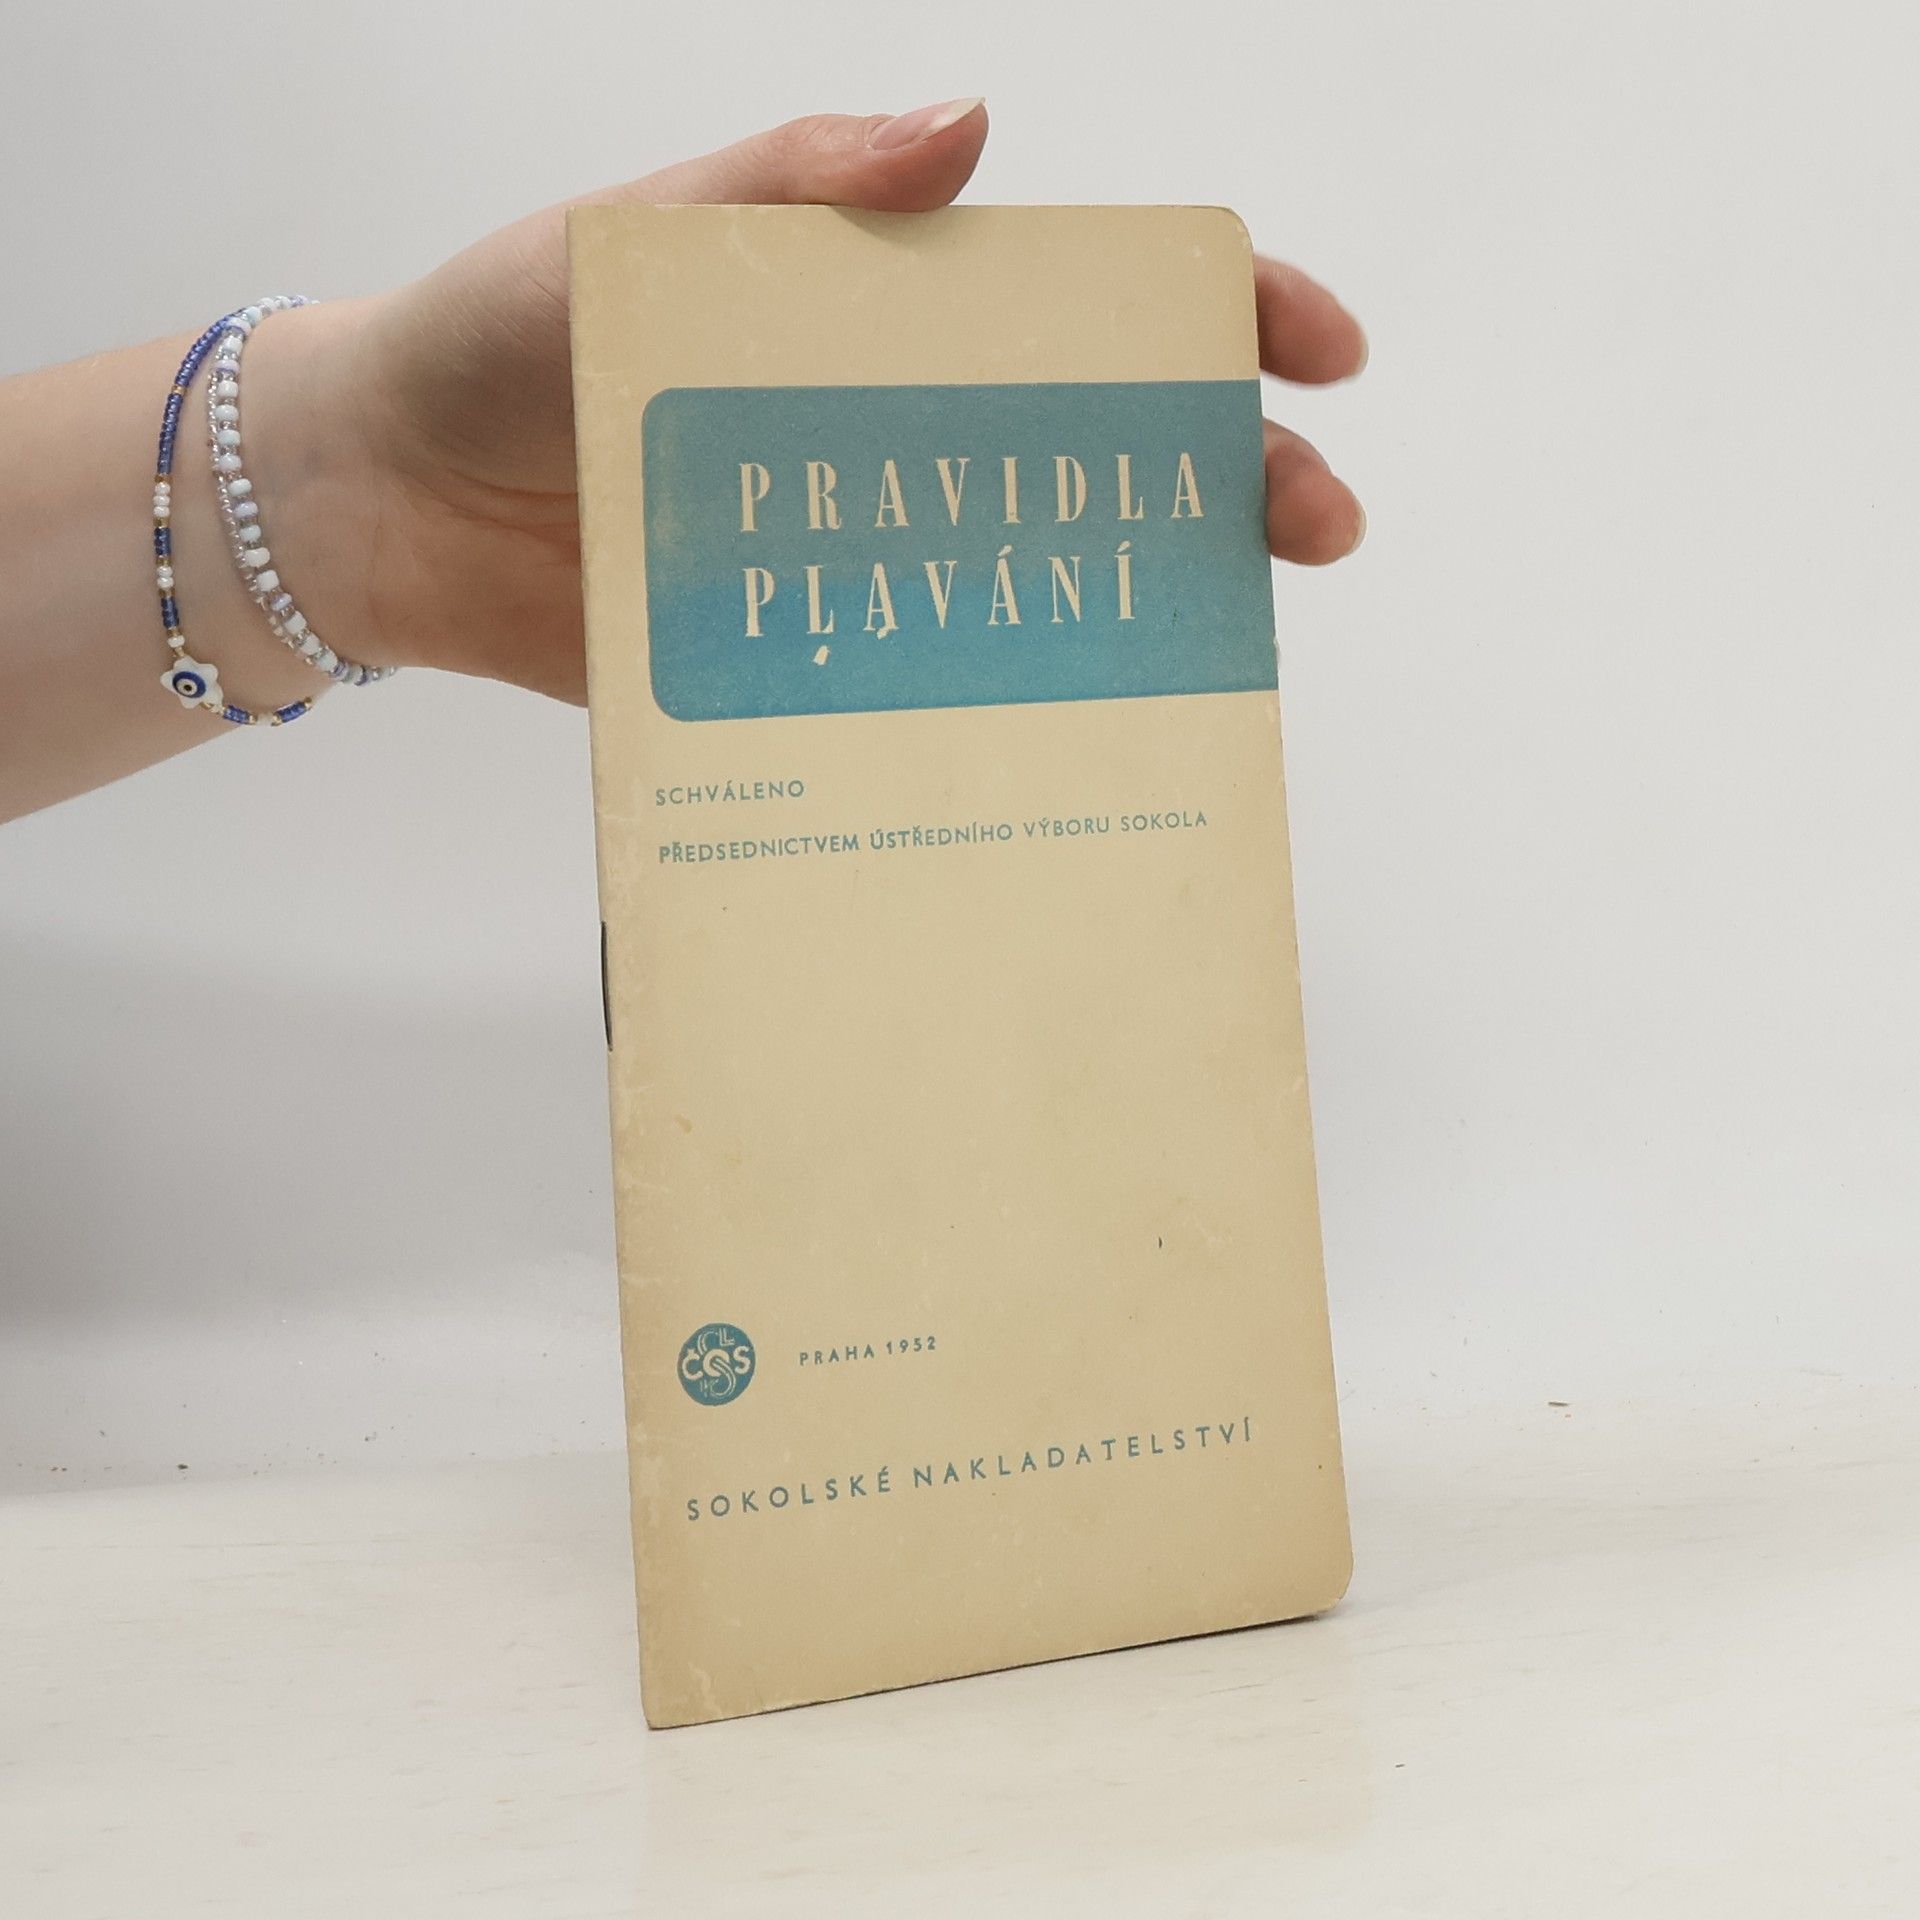 PRAVIDLA
PLAVÁNÍ
SCHVÁLENO
PŘEDSEDNICTVEM ÚSTŘEDNÍHO VÝBORU SOKOLA
ČOS
PRAHA 1952
SOKOLSKÉ NAKLADATELSTVÍ